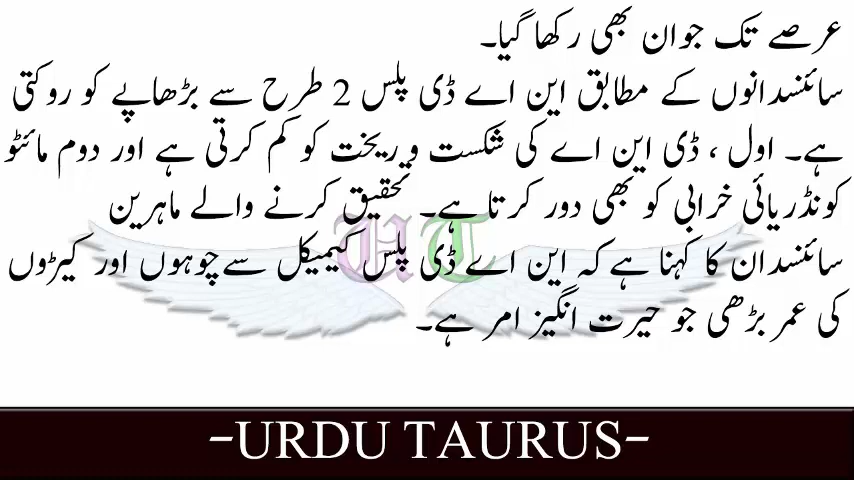 عرصے تک جوان بھی رکھا گیا۔
سائنسدانوں کے مطابق این اے ڈی پلس 2 طرح سے بڑھاپے کو روکتی
ہے۔ اول ، ڈی این اے کی شکست و ریخت کو کم کرتی ہے اور دوم مائٹو
کونڈریائی خرابی کو بھی دور کرتا ہے۔ تحقیق کرنے والے ماہرین
سائنسدان کا کہنا ہے کہ این اے ڈی پلس کیمیکل سے چوہوں اور کیڑوں
کی عمر بڑھی جو حیرت انگیز امر ہے۔
UT
-URDU TAURUS-